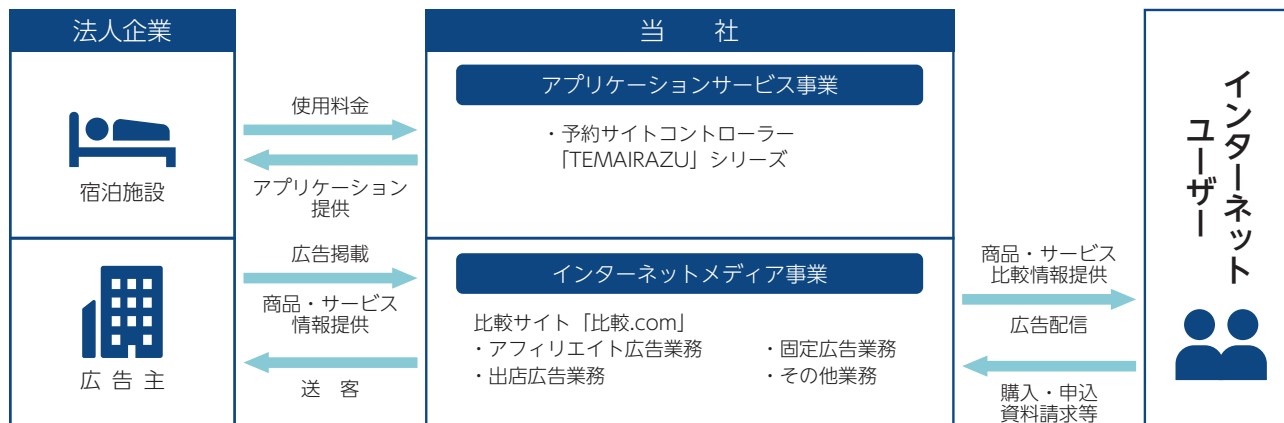 法人企業
使用料金
アプリケーション
提供
宿泊施設
広告掲載
商品・サービス
情報提供
送　客
広 告 主
当　　社
アプリケーションサービス事業
・予約サイトコントローラー
「TEMAIRAZU」シリーズ
インターネットメディア事業
比較サイト「比較.com」
・アフィリエイト広告業務
・固定広告業務
・出店広告業務
・その他業務
商品・サービス
比較情報提供
広告配信
購入・申込
資料請求等
インターネット
ユーザー